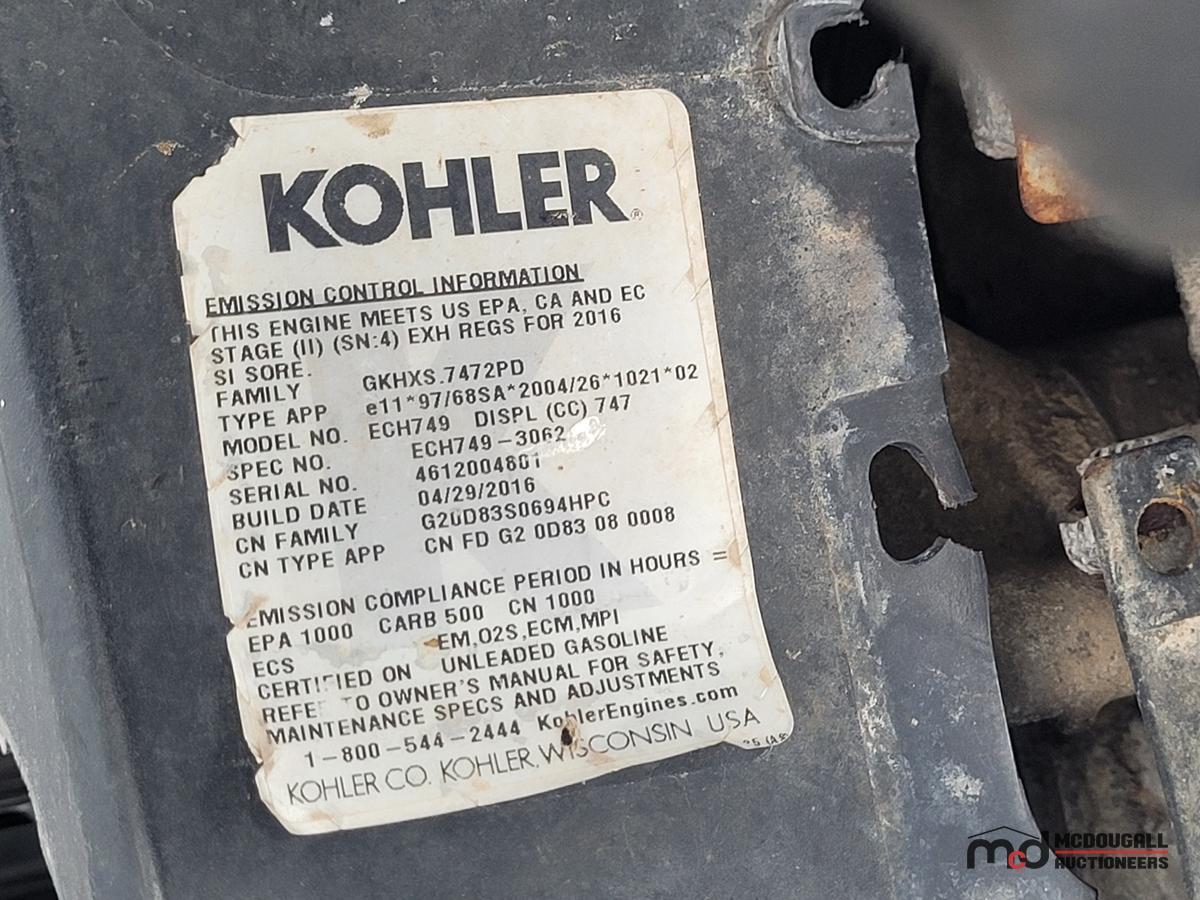 KOHLER®
EMISSION CONTROL INFORMATION
THIS ENGINE MEETS US EPA, CA AND EC
STAGE (II) (SN:4) EXH REGS FOR 2016
SI SORE.
FAMILY GKHXS.7472PD
TYPE APP e11*97/68SA*2004/26*1021*02
MODEL NO. ECH749 DISPL (CC) 747
SPEC NO. ECH749-3062
SERIAL NO. 4612004801
BUILD DATE 04/29/2016
CN FAMILY G20D83S0694HPC
CN TYPE APP CN FD G2 0D83 08 0008
EMISSION COMPLIANCE PERIOD IN HOURS =
EPA 1000 CARB 500 CN 1000
ECS EM,O2S,ECM,MPI
CERTIFIED ON UNLEADED GASOLINE
REFE TO OWNER'S MANUAL FOR SAFETY,
MAINTENANCE SPECS AND ADJUSTMENTS
1-800-544-2444 KohlerEngines.com
KOHLER CO. KOHLER, WISCONSIN USA
mcd MCDOUGALL
AUCTIONEERS